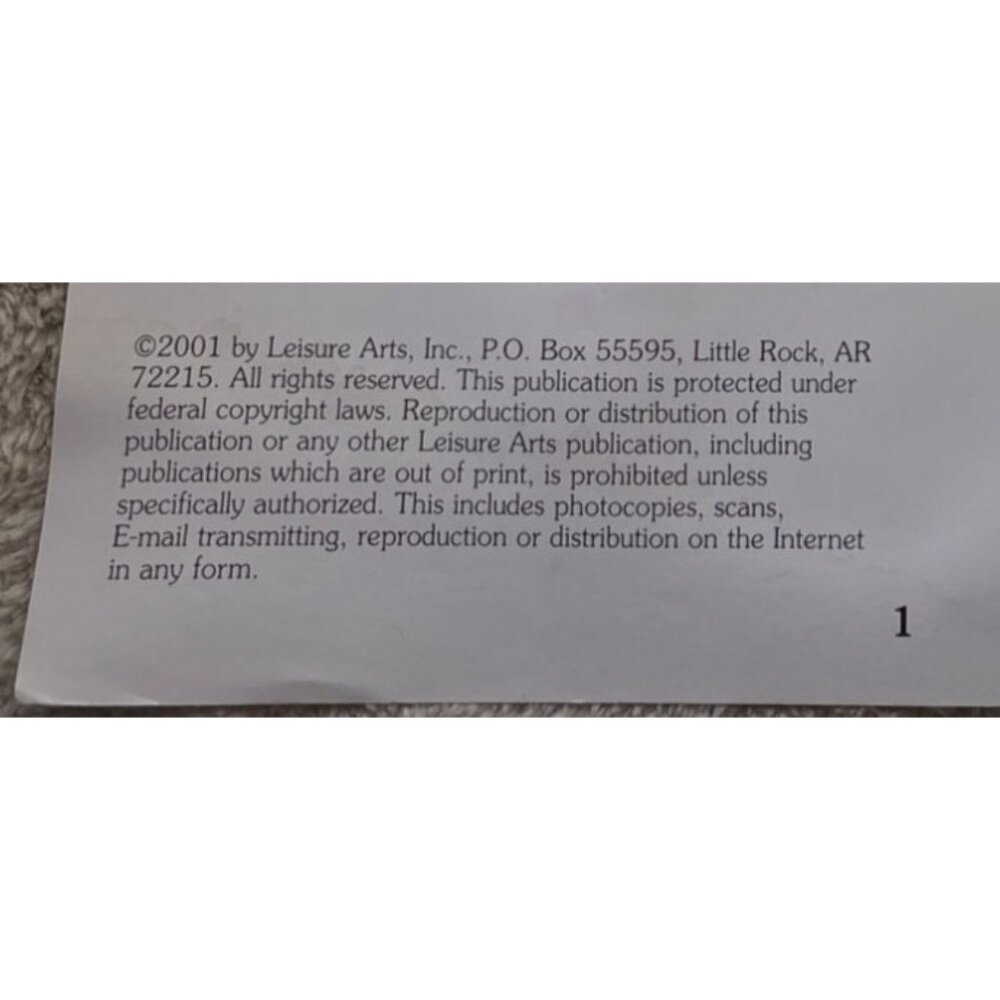 ©2001 by Leisure Arts, Inc., P.O. Box 55595, Little Rock, AR
72215. All rights reserved. This publication is protected under
federal copyright laws. Reproduction or distribution of this
publication or any other Leisure Arts publication, including
publications which are out of print, is prohibited unless
specifically authorized. This includes photocopies, scans,
E-mail transmitting, reproduction or distribution on the Internet
in any form.
1